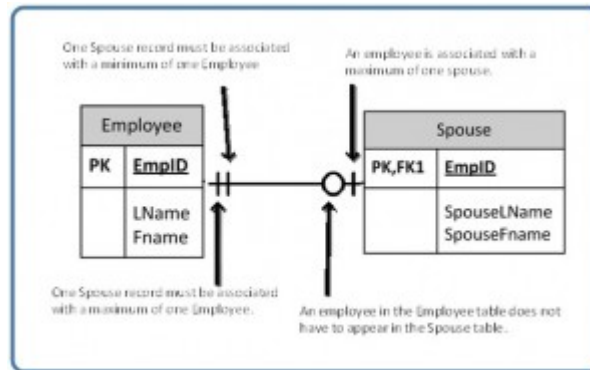 One Spouse record must be associated
with a minimum of one Employee
An employee is associated with a
maximum of one spouse.
Employee
PK EmpID
LName
Fname
Spouse
PK,FK1 EmpID
SpouseLName
SpouseFname
One Spouse record must be associated
with a maximum of one Employee.
An employee in the Employee table does not
have to appear in the Spouse table.